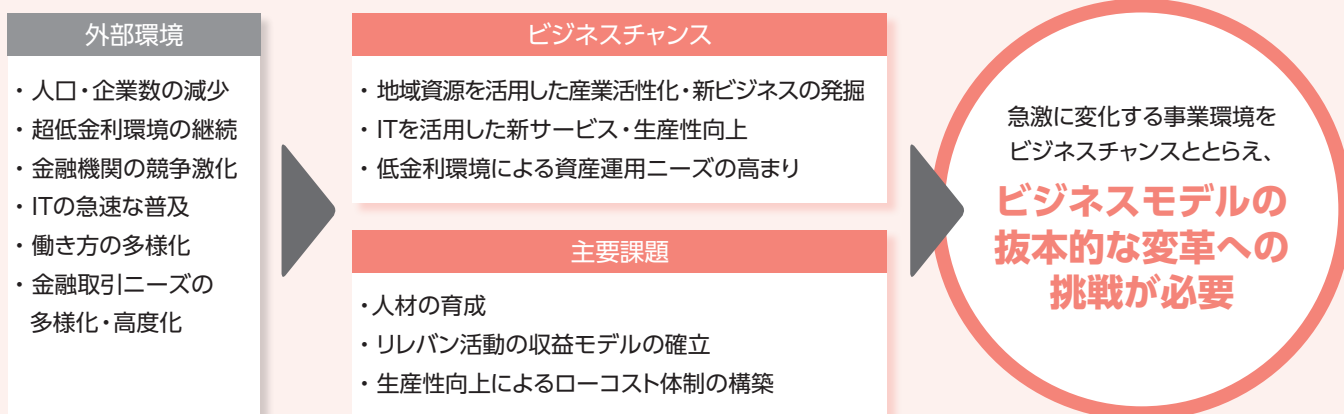 外部環境
・人口・企業数の減少
・超低金利環境の継続
・金融機関の競争激化
・ITの急速な普及
・働き方の多様化
・金融取引ニーズの
多様化・高度化
ビジネスチャンス
・地域資源を活用した産業活性化・新ビジネスの発掘
・ITを活用した新サービス・生産性向上
・低金利環境による資産運用ニーズの高まり
主要課題
・人材の育成
・リレバン活動の収益モデルの確立
・生産性向上によるローコスト体制の構築
急激に変化する事業環境を
ビジネスチャンスととらえ、
ビジネスモデルの
抜本的な変革への
挑戦が必要